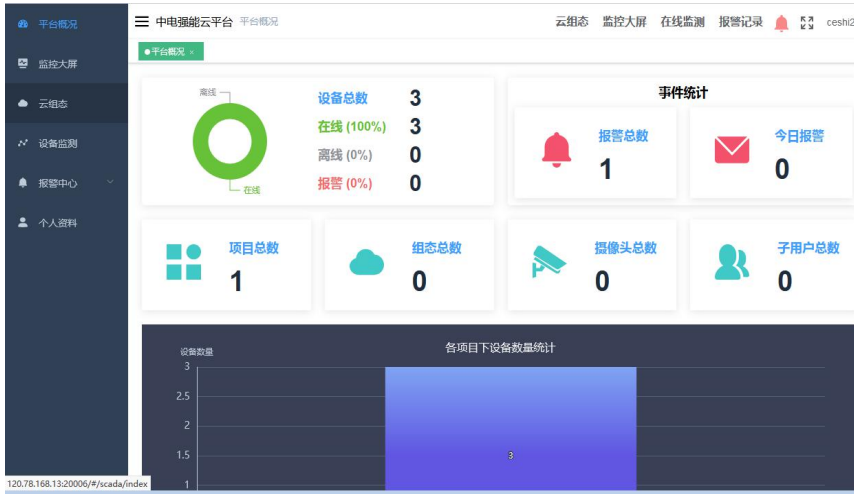 平台概况
监控大屏
云组态
设备监测
报警中心
个人资料
中电强能云平台 平台概况
云组态 监控大屏 在线监测 报警记录 ceshi2
平台概况 ×
离线
在线
设备总数 3
在线 (100%) 3
离线 (0%) 0
报警 (0%) 0
事件统计
报警总数
1
今日报警
0
项目总数
1
组态总数
0
摄像头总数
0
子用户总数
0
各项目下设备数量统计
设备数量
3
2.5
2
1.5
1
3
120.78.168.13:20006/#/scada/index